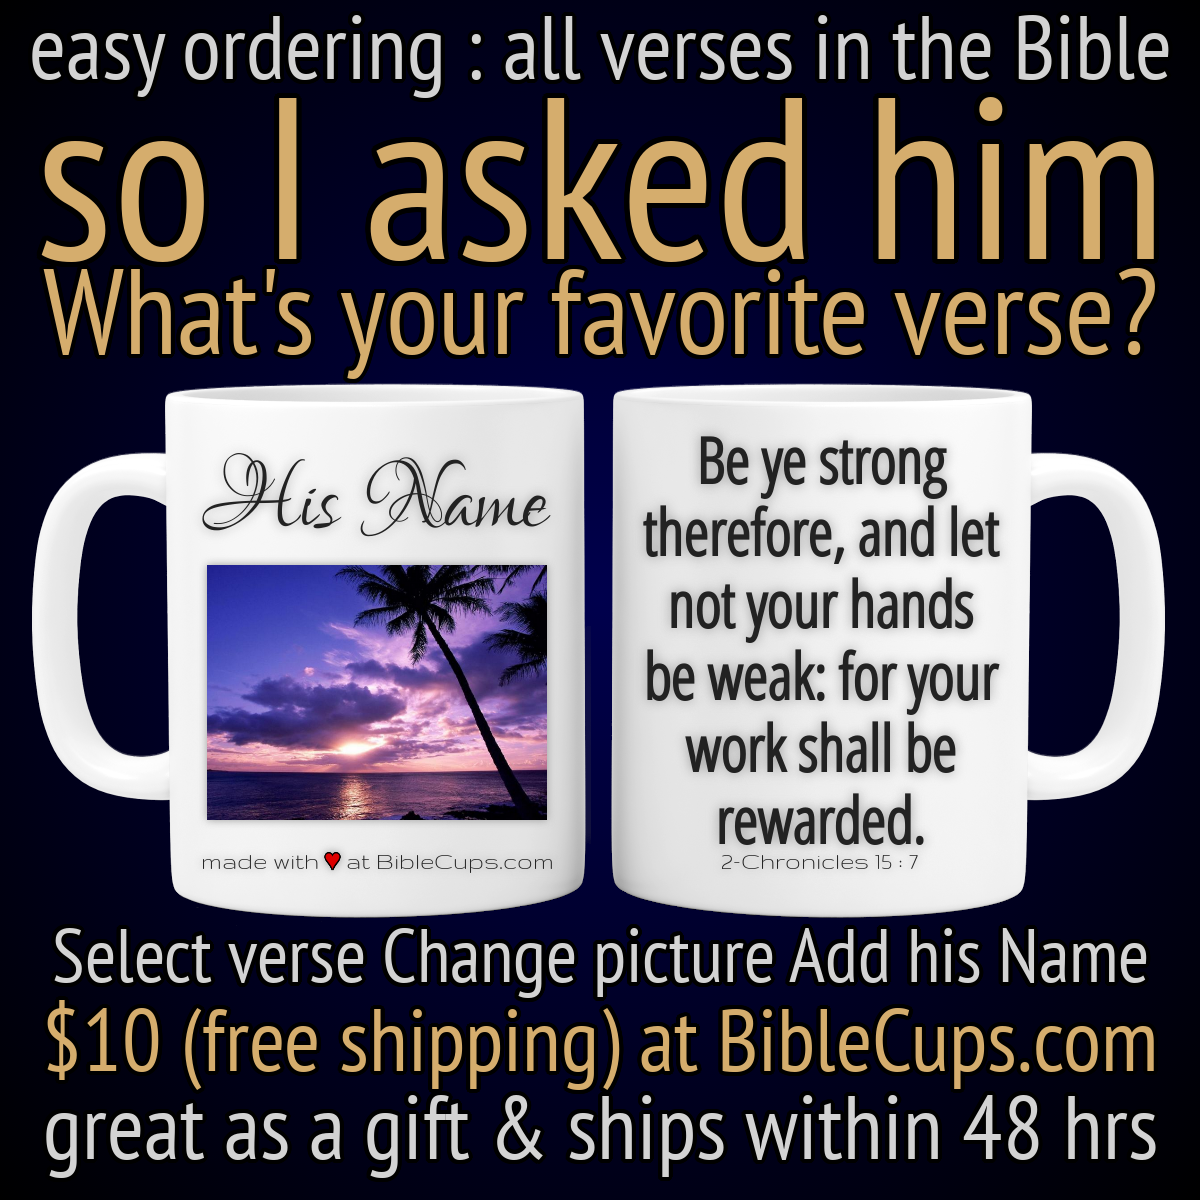 easy ordering : all verses in the Bible
so I asked him
What's your favorite verse?
His Name
made with ❤ at BibleCups.com
Be ye strong
therefore, and let
not your hands
be weak: for your
work shall be
rewarded.
2-Chronicles 15 : 7
Select verse Change picture Add his Name
$10 (free shipping) at BibleCups.com
great as a gift & ships within 48 hrs